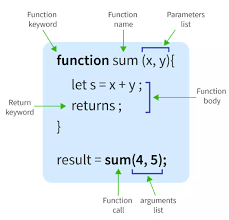 Function keyword
Function name
Parameters list
function sum (x, y){
let s = x + y ;
returns ;
}
Function body
Return keyword
result = sum(4, 5);
Function call
arguments list